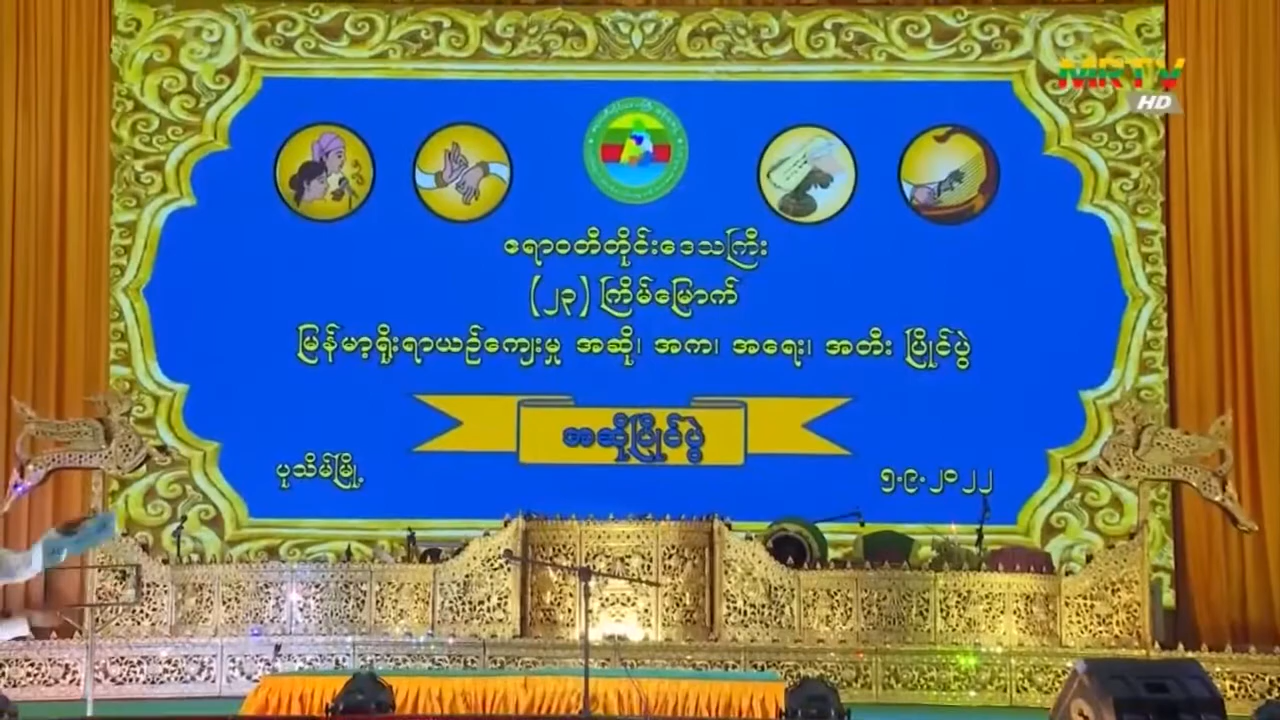 MRTV
HD
ဧရာဝတီတိုင်းဒေသကြီး
(၂၃) ကြိမ်မြောက်
မြန်မာ့ရိုးရာယဉ်ကျေးမှု အဆို၊ အက၊ အရေး၊ အတီး ပြိုင်ပွဲ
အဆိုပြိုင်ပွဲ
ပုသိမ်မြို့
၅.၉.၂၀၂၂